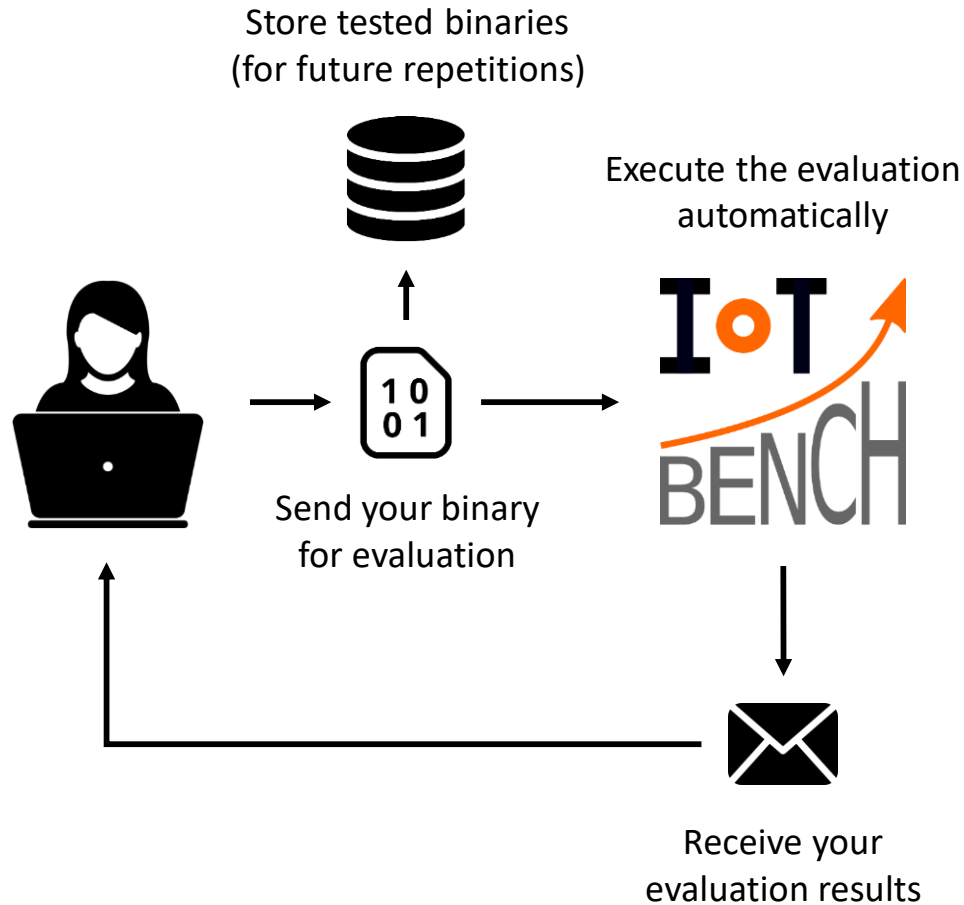 Store tested binaries
(for future repetitions)
Execute the evaluation
automatically
IoT
BENCH
1 0
0 1
Send your binary
for evaluation
Receive your
evaluation results